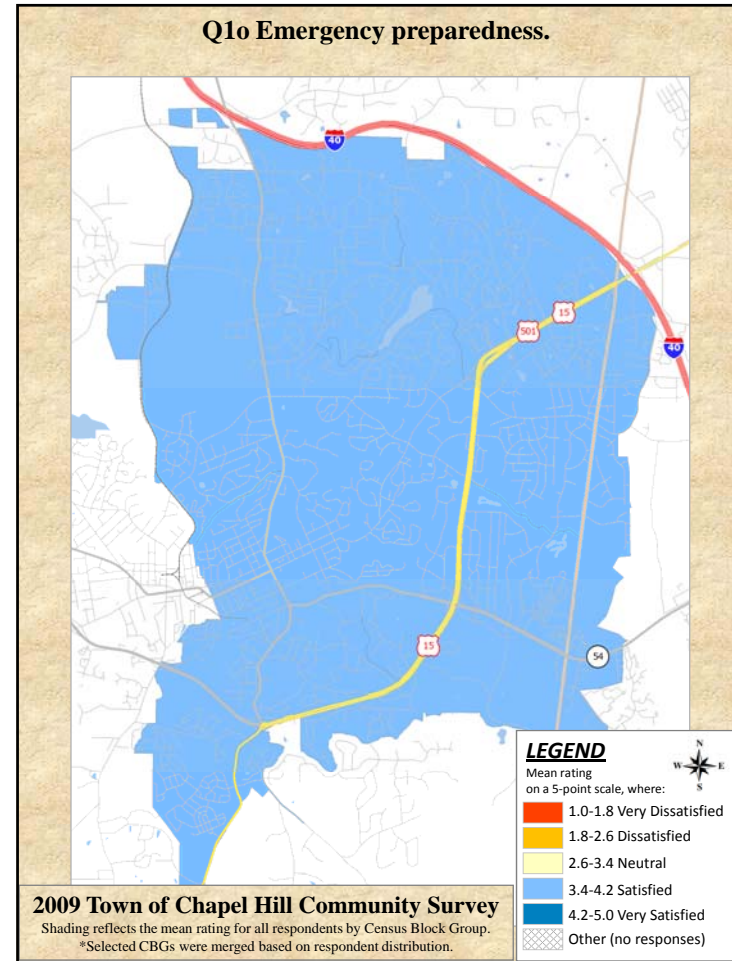 Q1o Emergency preparedness.
40
15
501
40
15
54
LEGEND
N
W E
S
Mean rating
on a 5-point scale, where:
1.0-1.8 Very Dissatisfied
1.8-2.6 Dissatisfied
2.6-3.4 Neutral
3.4-4.2 Satisfied
4.2-5.0 Very Satisfied
Other (no responses)
2009 Town of Chapel Hill Community Survey
Shading reflects the mean rating for all respondents by Census Block Group.
*Selected CBGs were merged based on respondent distribution.